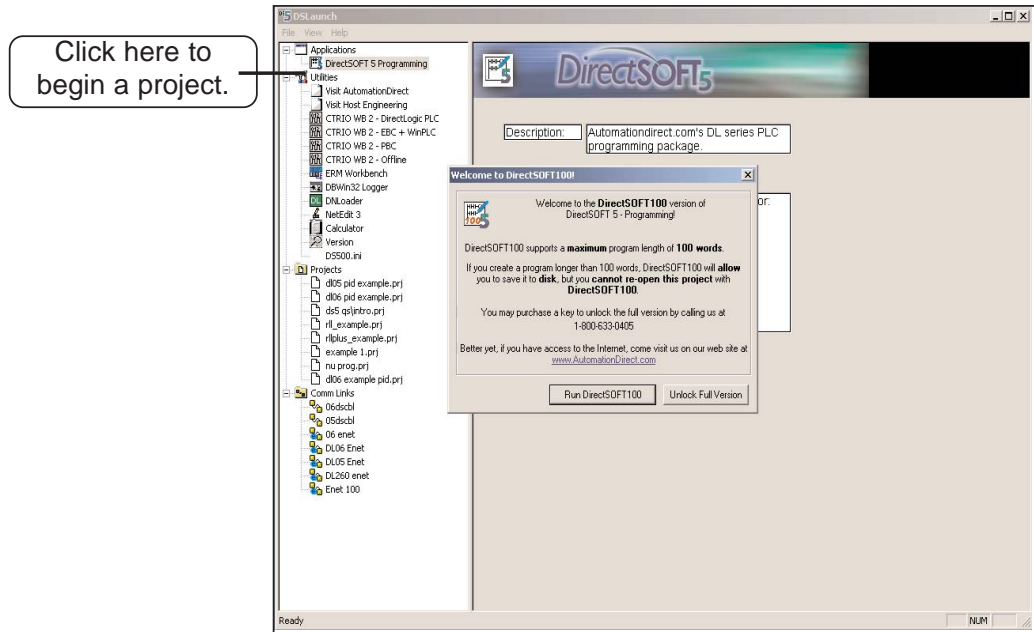 DSLaunch
File View Help
Click here to
begin a project.
Applications
DirectSOFT 5 Programming
Utilities
Visit AutomationDirect
Visit Host Engineering
CTRIO WB 2 - DirectLogic PLC
CTRIO WB 2 - EBC + WinPLC
CTRIO WB 2 - PBC
CTRIO WB 2 - Offline
ERM Workbench
DBWin32 Logger
DNLoader
NetEdit 3
Calculator
Version
DS500.ini
Projects
dl05 pid example.prj
dl06 pid example.prj
ds5 qs\intro.prj
rll_example.prj
rllplus_example.prj
example 1.prj
nu prog.prj
dl06 example pid.prj
Comm Links
06dscbl
05dscbl
06 enet
DL06 Enet
DL05 Enet
DL260 enet
Enet 100
DirectSOFT5
Description: Automationdirect.com's DL series PLC
programming package.
or:
Welcome to DirectSOFT100!
Welcome to the DirectSOFT100 version of
DirectSOFT 5 - Programming!
DirectSOFT100 supports a maximum program length of 100 words.
If you create a program longer than 100 words, DirectSOFT100 will allow
you to save it to disk, but you cannot re-open this project with
DirectSOFT100.
You may purchase a key to unlock the full version by calling us at
1-800-633-0405
Better yet, if you have access to the Internet, come visit us on our web site at
www.AutomationDirect.com
Run DirectSOFT100 Unlock Full Version
Ready NUM